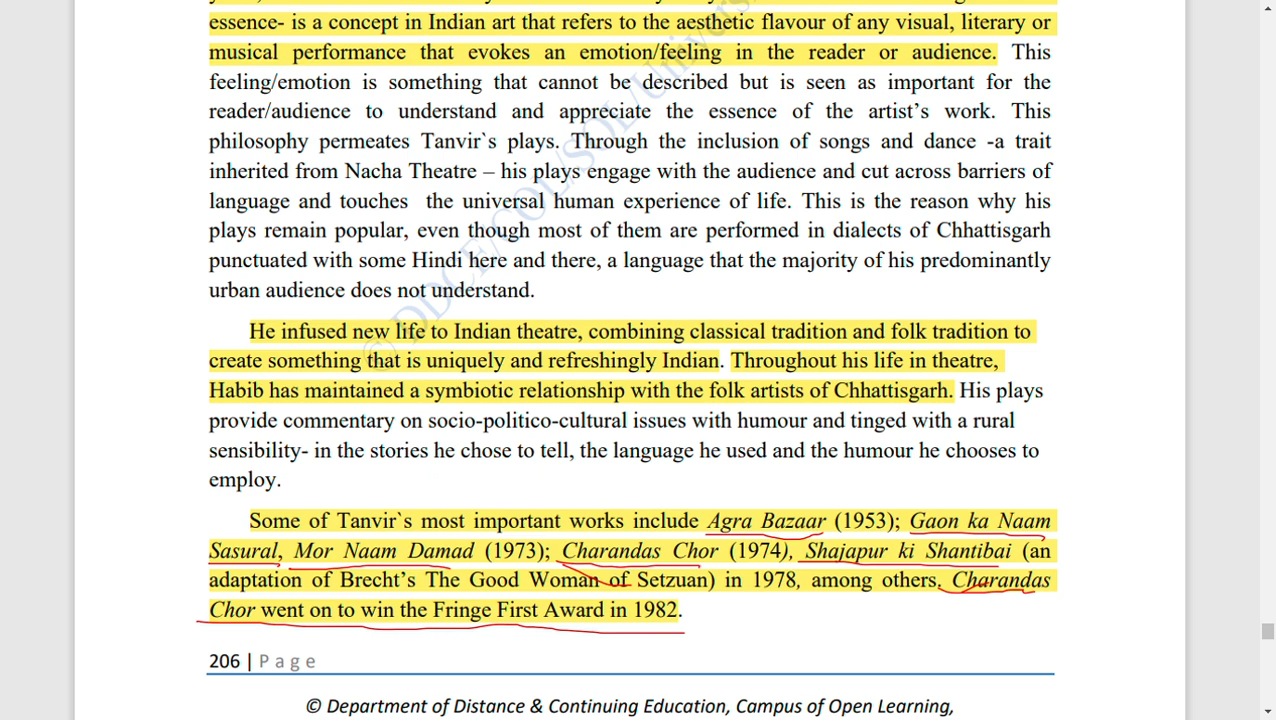 essence- is a concept in Indian art that refers to the aesthetic flavour of any visual, literary or
musical performance that evokes an emotion/feeling in the reader or audience. This
feeling/emotion is something that cannot be described but is seen as important for the
reader/audience to understand and appreciate the essence of the artist’s work. This
philosophy permeates Tanvir`s plays. Through the inclusion of songs and dance -a trait
inherited from Nacha Theatre – his plays engage with the audience and cut across barriers of
language and touches the universal human experience of life. This is the reason why his
plays remain popular, even though most of them are performed in dialects of Chhattisgarh
punctuated with some Hindi here and there, a language that the majority of his predominantly
urban audience does not understand.
He infused new life to Indian theatre, combining classical tradition and folk tradition to
create something that is uniquely and refreshingly Indian. Throughout his life in theatre,
Habib has maintained a symbiotic relationship with the folk artists of Chhattisgarh. His plays
provide commentary on socio-politico-cultural issues with humour and tinged with a rural
sensibility- in the stories he chose to tell, the language he used and the humour he chooses to
employ.
Some of Tanvir`s most important works include Agra Bazaar (1953); Gaon ka Naam
Sasural, Mor Naam Damad (1973); Charandas Chor (1974), Shajapur ki Shantibai (an
adaptation of Brecht’s The Good Woman of Setzuan) in 1978, among others. Charandas
Chor went on to win the Fringe First Award in 1982.
206 | Page
© Department of Distance & Continuing Education, Campus of Open Learning,
© DDCE/COL/SOL/Univers